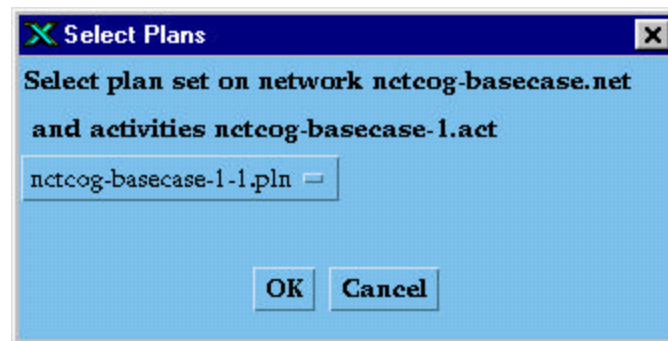 Select Plans
Select plan set on network nctcog-basecase.net
and activities nctcog-basecase-1.act
nctcog-basecase-1-1.pln
OK Cancel